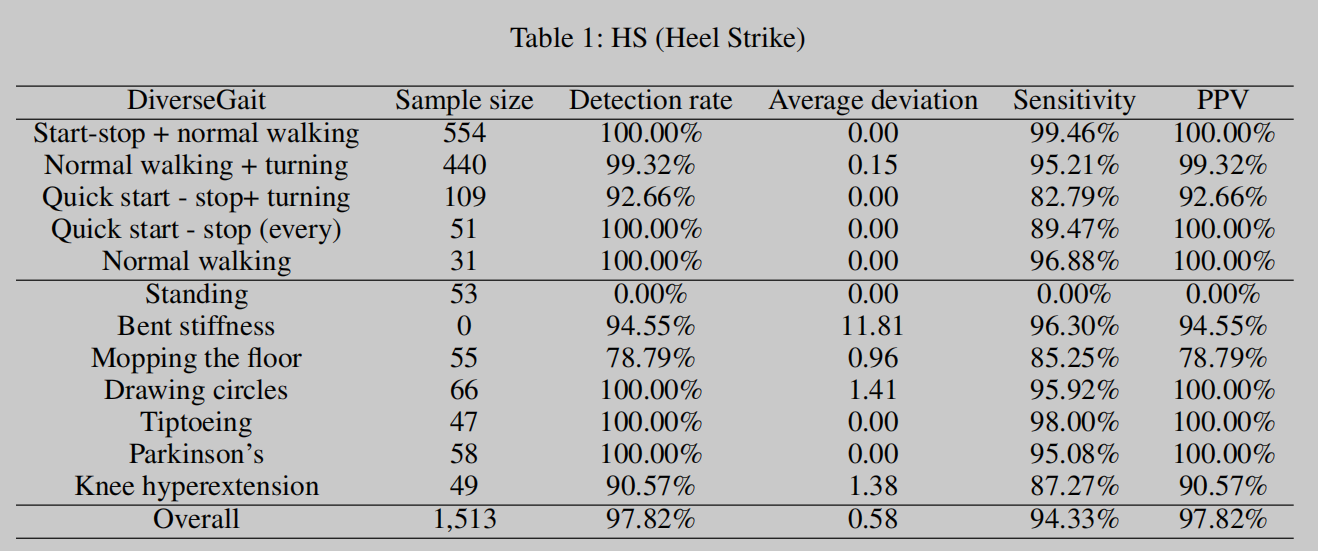 Table 1: HS (Heel Strike)
DiverseGait Sample size Detection rate Average deviation Sensitivity PPV
Start-stop + normal walking 554 100.00% 0.00 99.46% 100.00%
Normal walking + turning 440 99.32% 0.15 95.21% 99.32%
Quick start - stop+ turning 109 92.66% 0.00 82.79% 92.66%
Quick start - stop (every) 51 100.00% 0.00 89.47% 100.00%
Normal walking 31 100.00% 0.00 96.88% 100.00%
Standing 53 0.00% 0.00 0.00% 0.00%
Bent stiffness 0 94.55% 11.81 96.30% 94.55%
Mopping the floor 55 78.79% 0.96 85.25% 78.79%
Drawing circles 66 100.00% 1.41 95.92% 100.00%
Tiptoeing 47 100.00% 0.00 98.00% 100.00%
Parkinson's 58 100.00% 0.00 95.08% 100.00%
Knee hyperextension 49 90.57% 1.38 87.27% 90.57%
Overall 1,513 97.82% 0.58 94.33% 97.82%